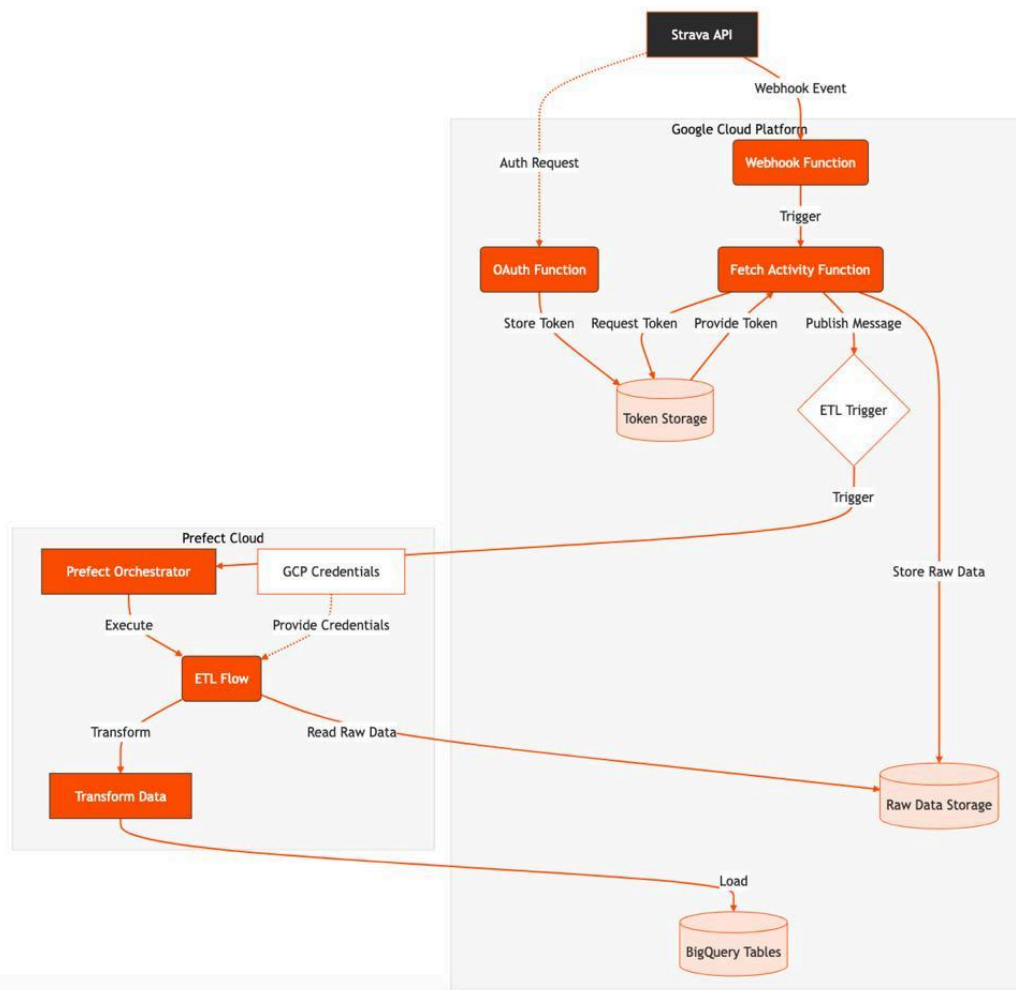 Strava API
Webhook Event
Google Cloud Platform
Webhook Function
Auth Request
Trigger
OAuth Function
Fetch Activity Function
Store Token
Request Token
Provide Token
Publish Message
Token Storage
ETL Trigger
Trigger
Prefect Cloud
Prefect Orchestrator
GCP Credentials
Store Raw Data
Execute
Provide Credentials
ETL Flow
Transform
Read Raw Data
Transform Data
Raw Data Storage
Load
BigQuery Tables